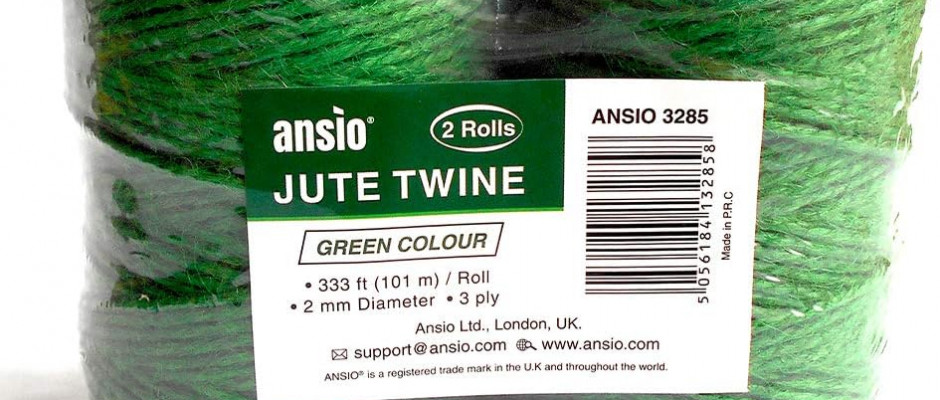 ansìo®
2 Rolls
JUTE TWINE
GREEN COLOUR
• 333 ft (101 m) / Roll
• 2 mm Diameter • 3 ply
Ansio Ltd., London, UK.
support@ansio.com www.ansio.com
ANSIO® is a registered trade mark in the U.K and throughout the world.
ANSIO 3285
5 056184 132858
Made in P.R.C